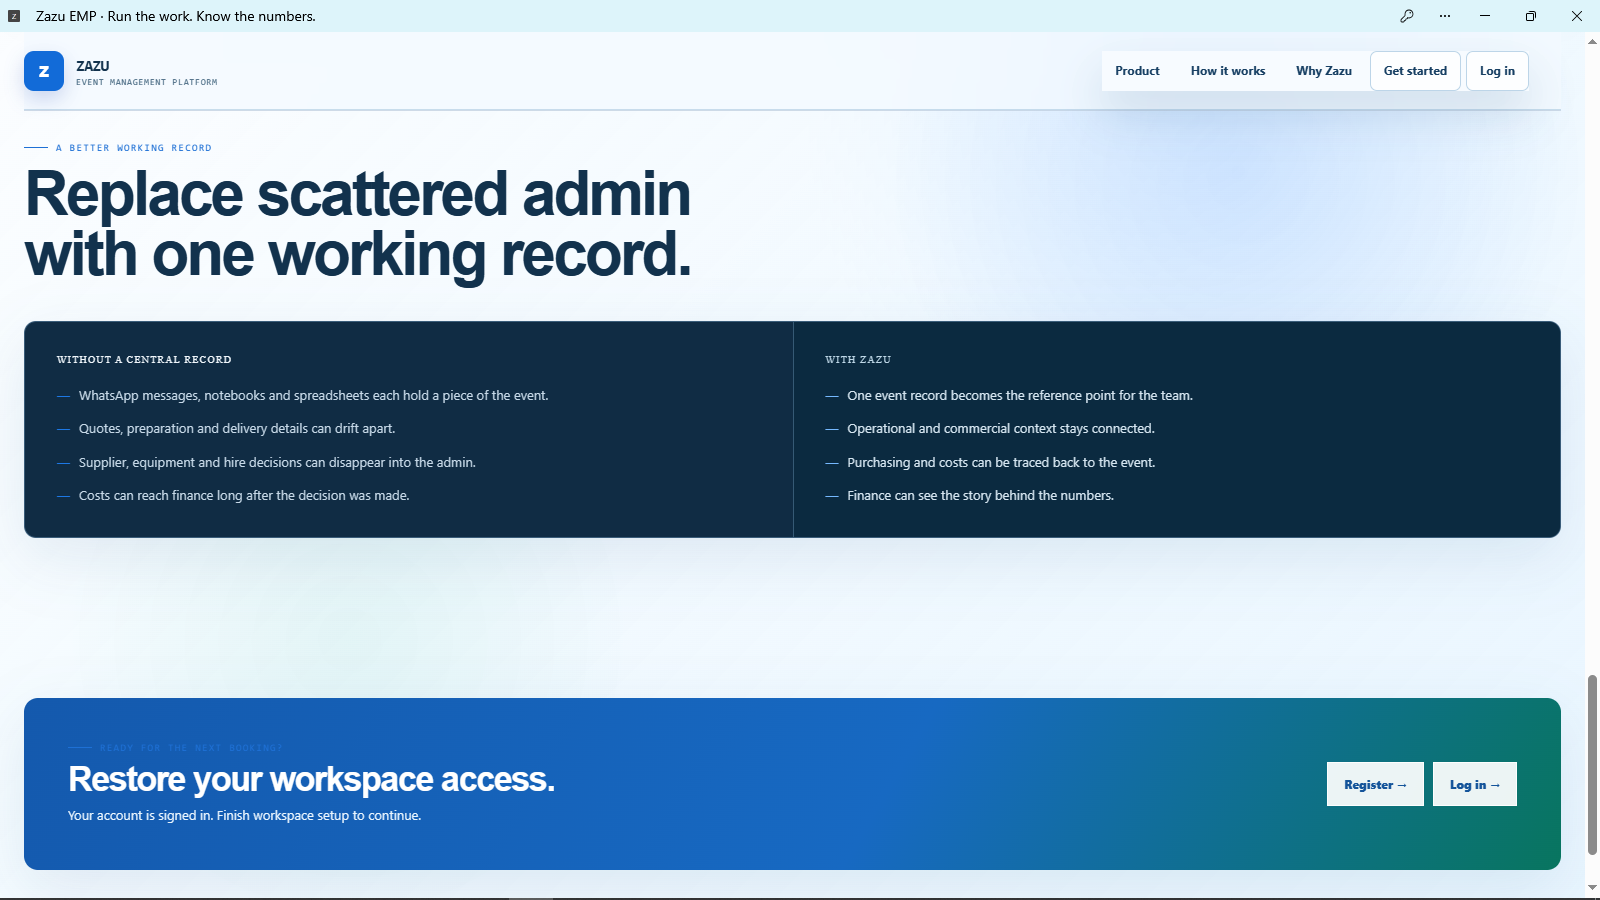 Z
Zazu EMP · Run the work. Know the numbers.
Z
ZAZU
EVENT MANAGEMENT PLATFORM
Product
How it works
Why Zazu
Get started
Log in
A BETTER WORKING RECORD
Replace scattered admin
with one working record.
WITHOUT A CENTRAL RECORD
— WhatsApp messages, notebooks and spreadsheets each hold a piece of the event.
— Quotes, preparation and delivery details can drift apart.
— Supplier, equipment and hire decisions can disappear into the admin.
— Costs can reach finance long after the decision was made.
WITH ZAZU
— One event record becomes the reference point for the team.
— Operational and commercial context stays connected.
— Purchasing and costs can be traced back to the event.
— Finance can see the story behind the numbers.
READY FOR THE NEXT BOOKING?
Restore your workspace access.
Your account is signed in. Finish workspace setup to continue.
Register →
Log in →